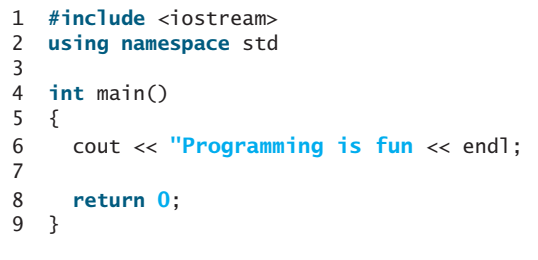 1 #include <iostream>
2 using namespace std
3
4 int main()
5 {
6 cout << "Programming is fun << endl;
7
8 return 0;
9 }